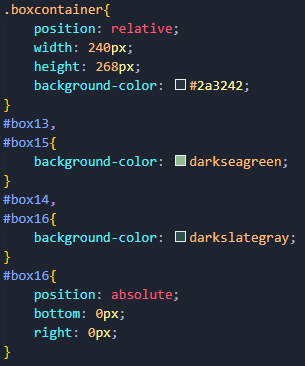 .boxcontainer{
    position: relative;
    width: 240px;
    height: 268px;
    background-color: #2a3242;
}
#box13,
#box15{
    background-color: darkseagreen;
}
#box14,
#box16{
    background-color: darkslategray;
}
#box16{
    position: absolute;
    bottom: 0px;
    right: 0px;
}